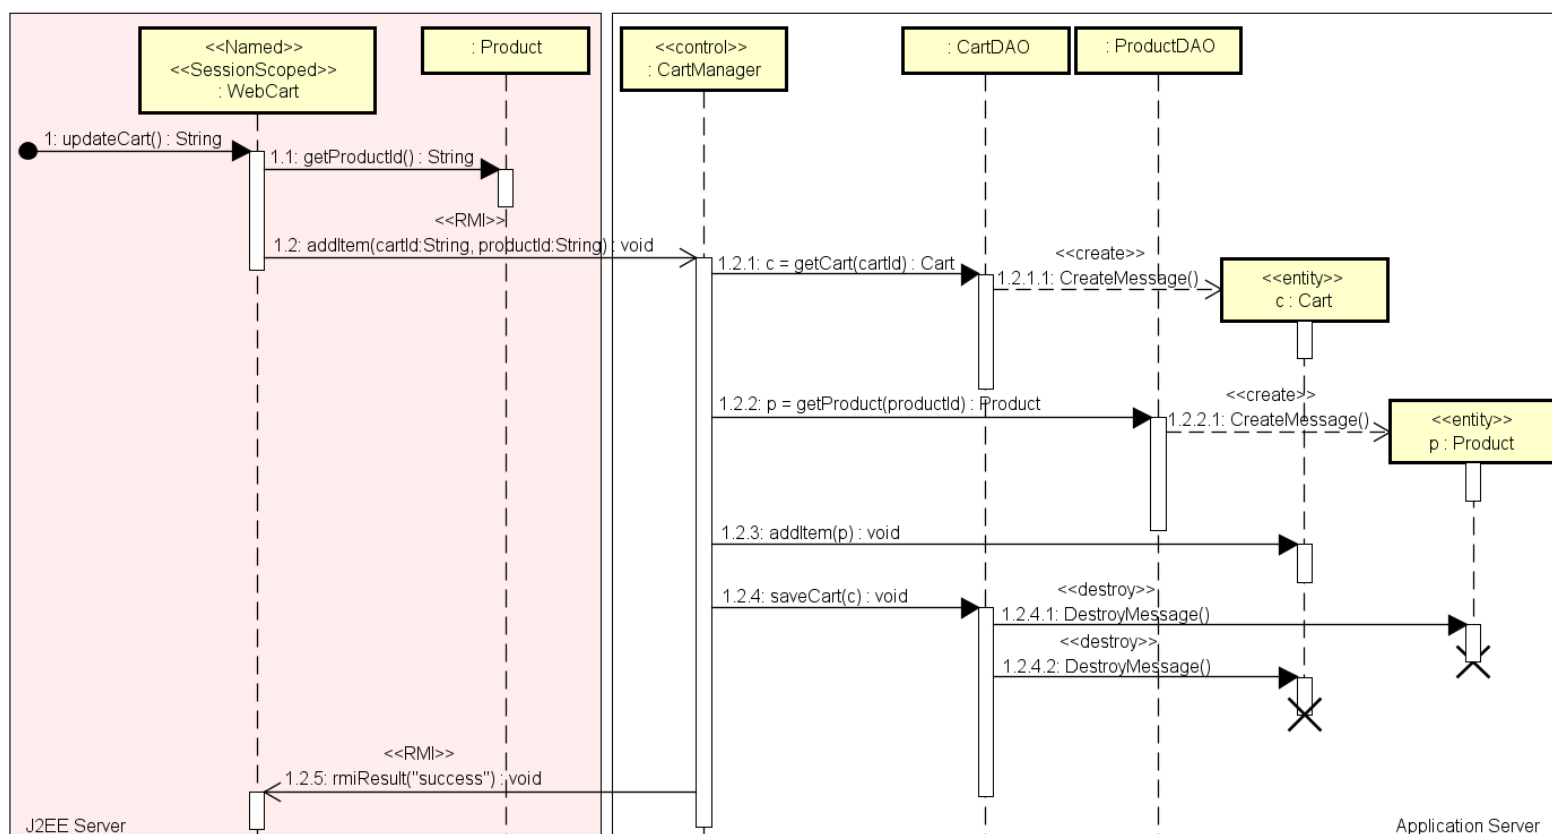 <<Named>>
<<SessionScoped>>
: WebCart
: Product
<<control>>
: CartManager
: CartDAO
: ProductDAO
1: updateCart() : String
1.1: getProductId() : String
<<RMI>>
1.2: addItem(cartId:String, productId:String) : void
1.2.1: c = getCart(cartId) : Cart
<<create>>
1.2.1.1: CreateMessage()
<<entity>>
c : Cart
1.2.2: p = getProduct(productId) : Product
<<create>>
1.2.2.1: CreateMessage()
<<entity>>
p : Product
1.2.3: addItem(p) : void
1.2.4: saveCart(c) : void
<<destroy>>
1.2.4.1: DestroyMessage()
<<destroy>>
1.2.4.2: DestroyMessage()
<<RMI>>
1.2.5: rmiResult("success") : void
J2EE Server
Application Server